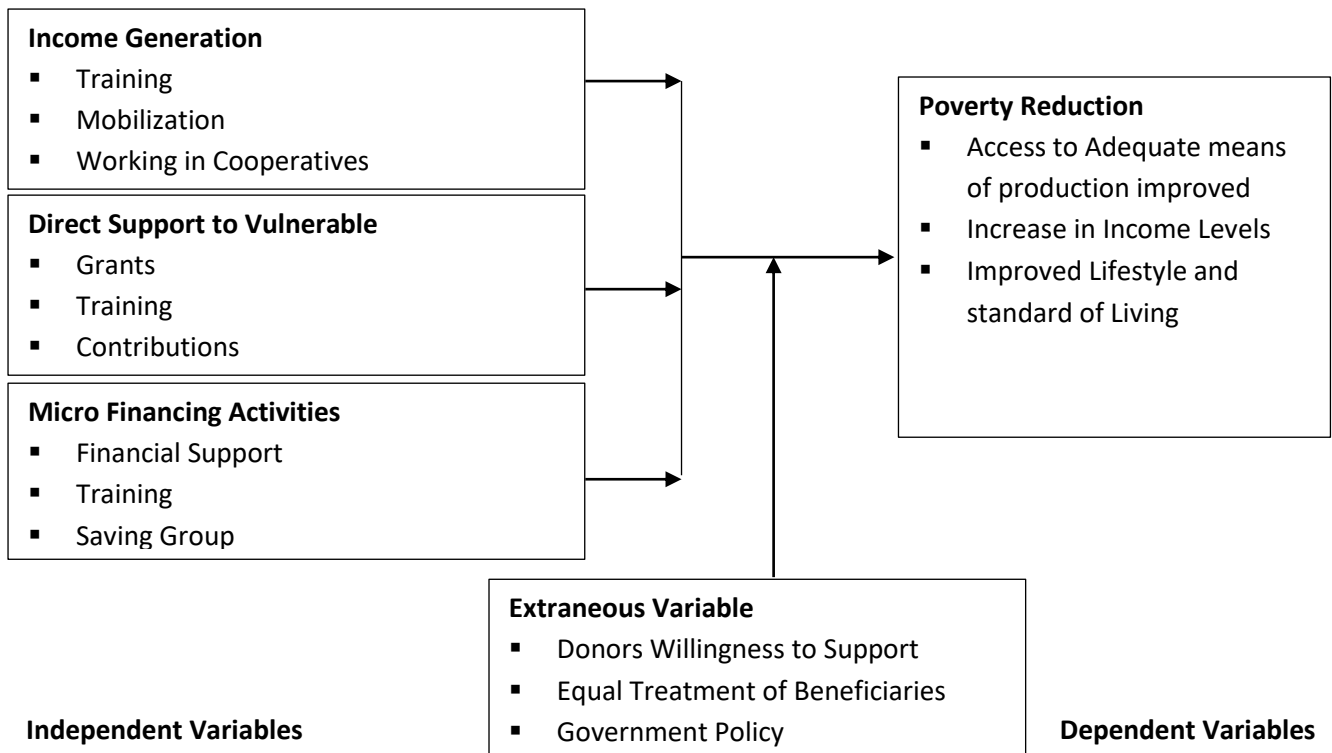 Income Generation
▪ Training
▪ Mobilization
▪ Working in Cooperatives
Direct Support to Vulnerable
▪ Grants
▪ Training
▪ Contributions
Micro Financing Activities
▪ Financial Support
▪ Training
▪ Saving Group
Poverty Reduction
▪ Access to Adequate means
of production improved
▪ Increase in Income Levels
▪ Improved Lifestyle and
standard of Living
Extraneous Variable
▪ Donors Willingness to Support
▪ Equal Treatment of Beneficiaries
▪ Government Policy
Independent Variables
Dependent Variables